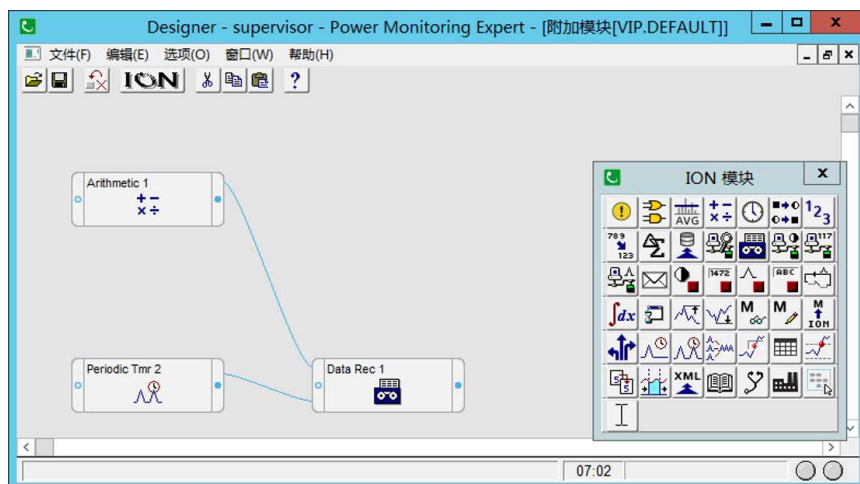 Designer - supervisor - Power Monitoring Expert - [附加模块[VIP.DEFAULT]]
文件(F) 编辑(E) 选项(O) 窗口(W) 帮助(H)
ION
Arithmetic 1
Periodic Tmr 2
Data Rec 1
ION 模块
AVG
123
789
123
117
1472
ABC
∫dx
M
M
M
ION
XML
07:02